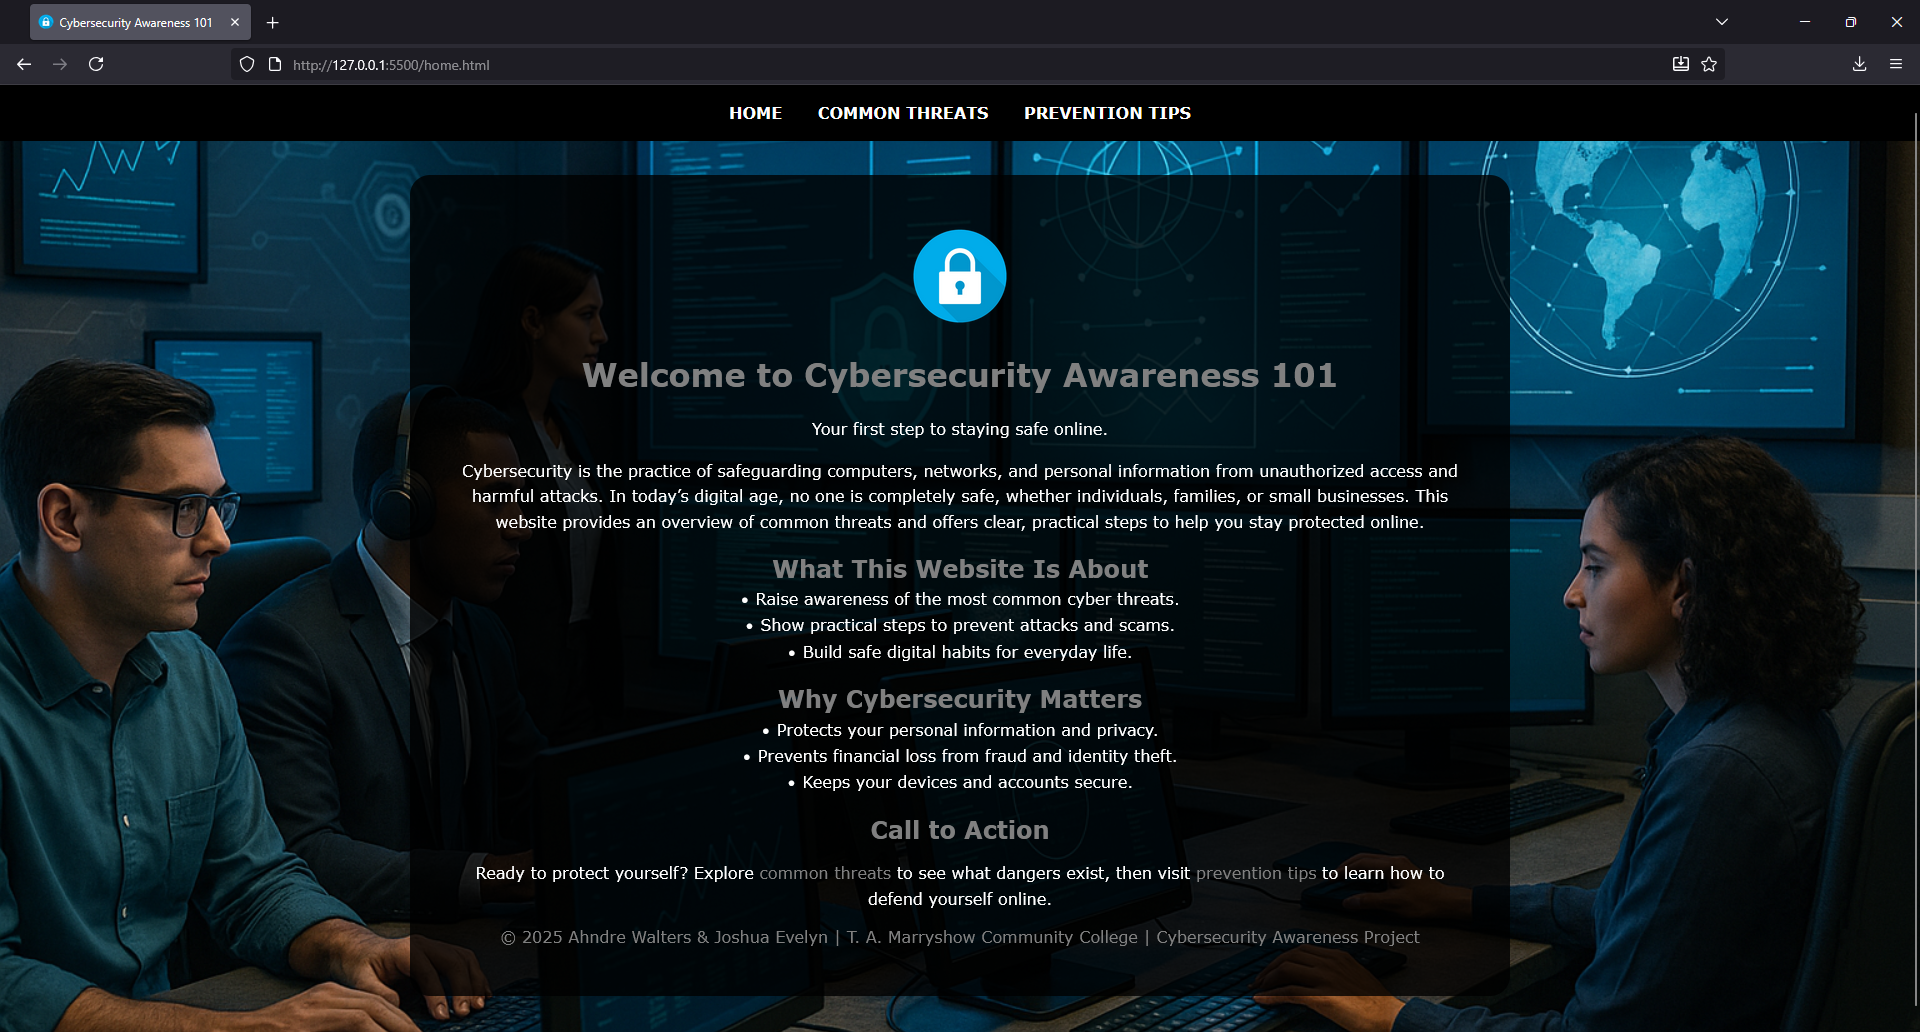 Cybersecurity Awareness 101
http://127.0.0.1:5500/home.html
HOME COMMON THREATS PREVENTION TIPS
Welcome to Cybersecurity Awareness 101
Your first step to staying safe online.
Cybersecurity is the practice of safeguarding computers, networks, and personal information from unauthorized access and
harmful attacks. In today’s digital age, no one is completely safe, whether individuals, families, or small businesses. This
website provides an overview of common threats and offers clear, practical steps to help you stay protected online.
What This Website Is About
• Raise awareness of the most common cyber threats.
• Show practical steps to prevent attacks and scams.
• Build safe digital habits for everyday life.
Why Cybersecurity Matters
• Protects your personal information and privacy.
• Prevents financial loss from fraud and identity theft.
• Keeps your devices and accounts secure.
Call to Action
Ready to protect yourself? Explore common threats to see what dangers exist, then visit prevention tips to learn how to
defend yourself online.
© 2025 Ahndre Walters & Joshua Evelyn | T. A. Marryshow Community College | Cybersecurity Awareness Project